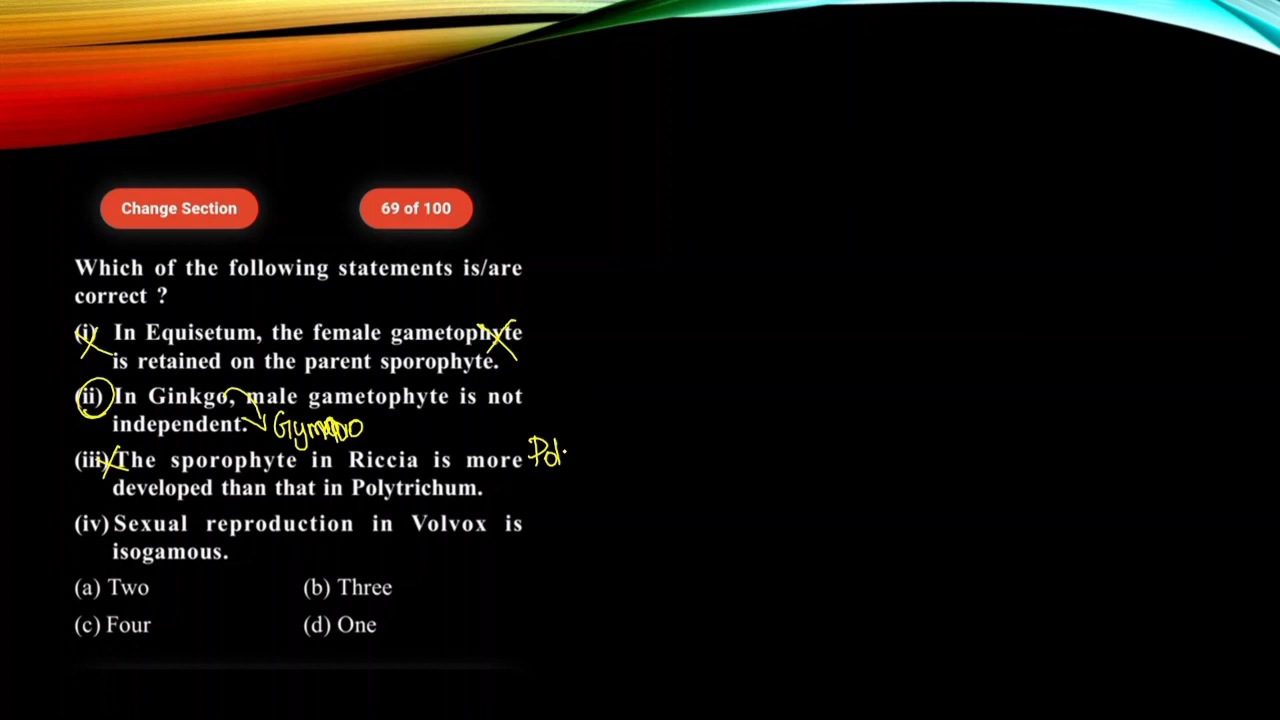 Change Section
69 of 100
Which of the following statements is/are
correct ?
(i) In Equisetum, the female gametophyte
is retained on the parent sporophyte.
(ii) In Ginkgo, male gametophyte is not
independent.
(iii) The sporophyte in Riccia is more Pol
developed than that in Polytrichum.
(iv) Sexual reproduction in Volvox is
isogamous.
(a) Two (b) Three
(c) Four (d) One